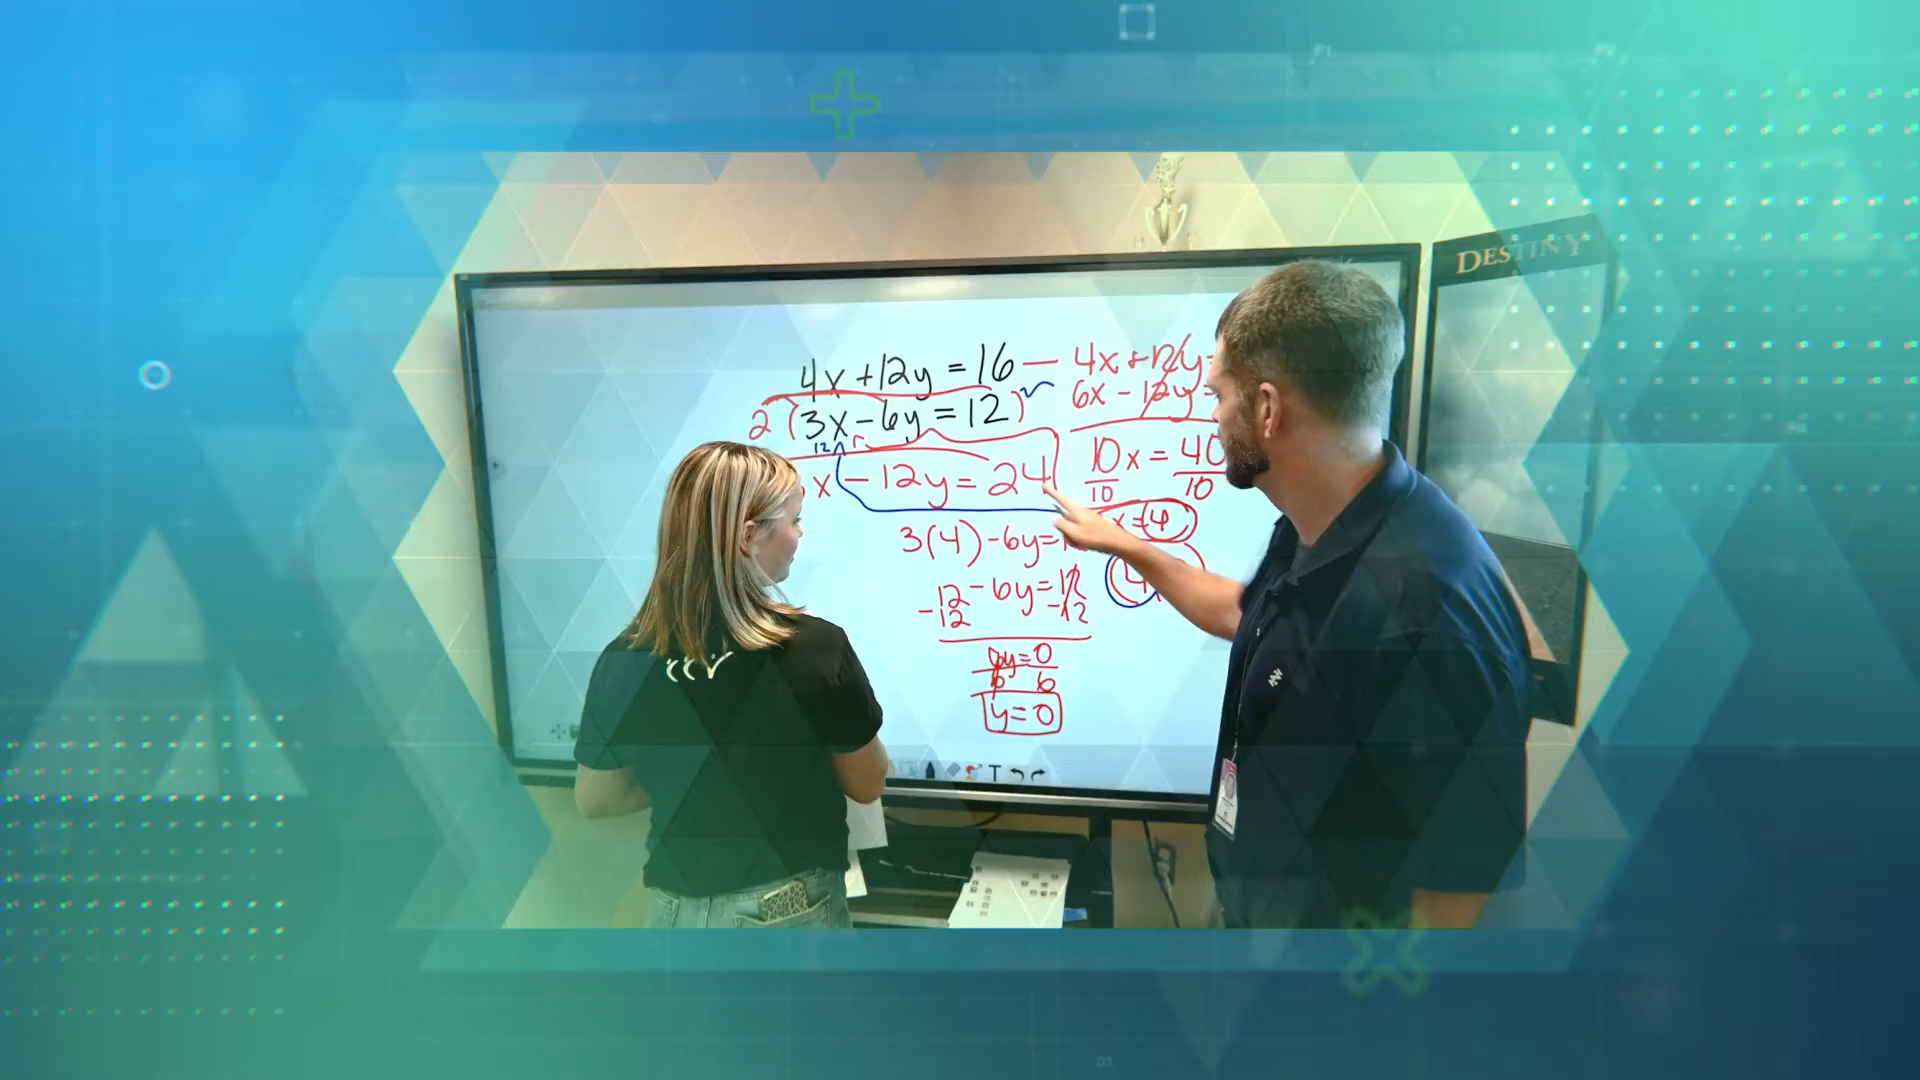 DESTINY
4x+12y=16 — 4x+12y=
2(3x-6y=12) 6x-12y=
12
x-12y=24
10x=40
10 10
x=4
3(4)-6y=1
12-6y=12
-12 -12
6y=0
6 6
y=0
T